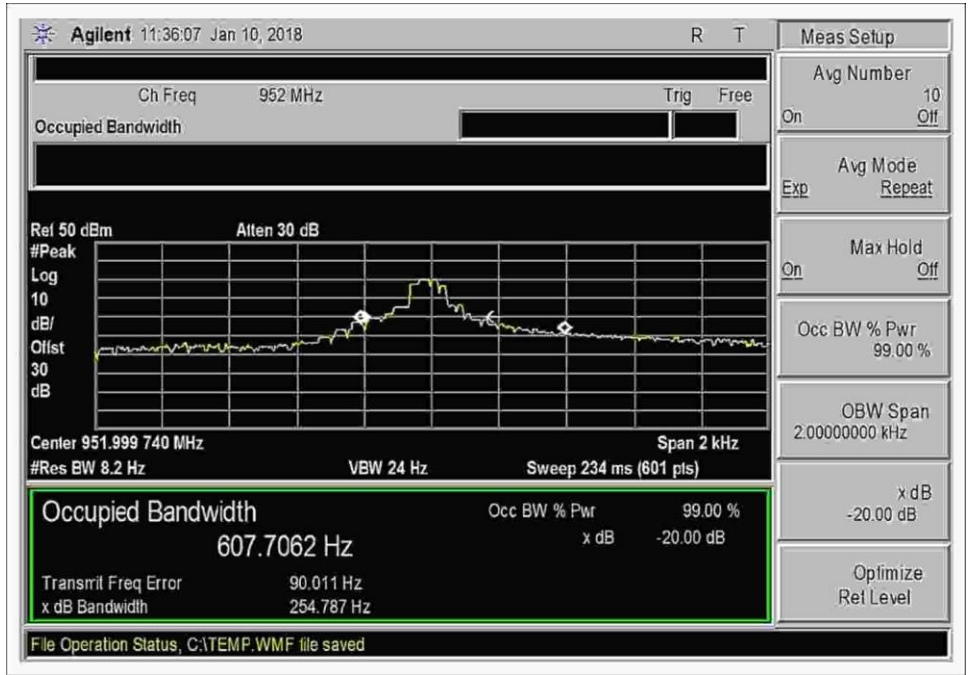 Agilent 11:36:07 Jan 10, 2018 R T
Ch Freq 952 MHz Trig Free
Occupied Bandwidth
Ref 50 dBm Atten 30 dB
#Peak
Log
10
dB/
Offst
30
dB
Center 951.999 740 MHz Span 2 kHz
#Res BW 8.2 Hz VBW 24 Hz Sweep 234 ms (601 pts)
Occupied Bandwidth Occ BW % Pwr 99.00 %
607.7062 Hz x dB -20.00 dB
Transmit Freq Error 90.011 Hz
x dB Bandwidth 254.787 Hz
File Operation Status, C:\TEMP.WMF file saved
Meas Setup
Avg Number
10
On Off
Avg Mode
Exp Repeat
Max Hold
On Off
Occ BW % Pwr
99.00 %
OBW Span
2.00000000 kHz
x dB
-20.00 dB
Optimize
Ref Level